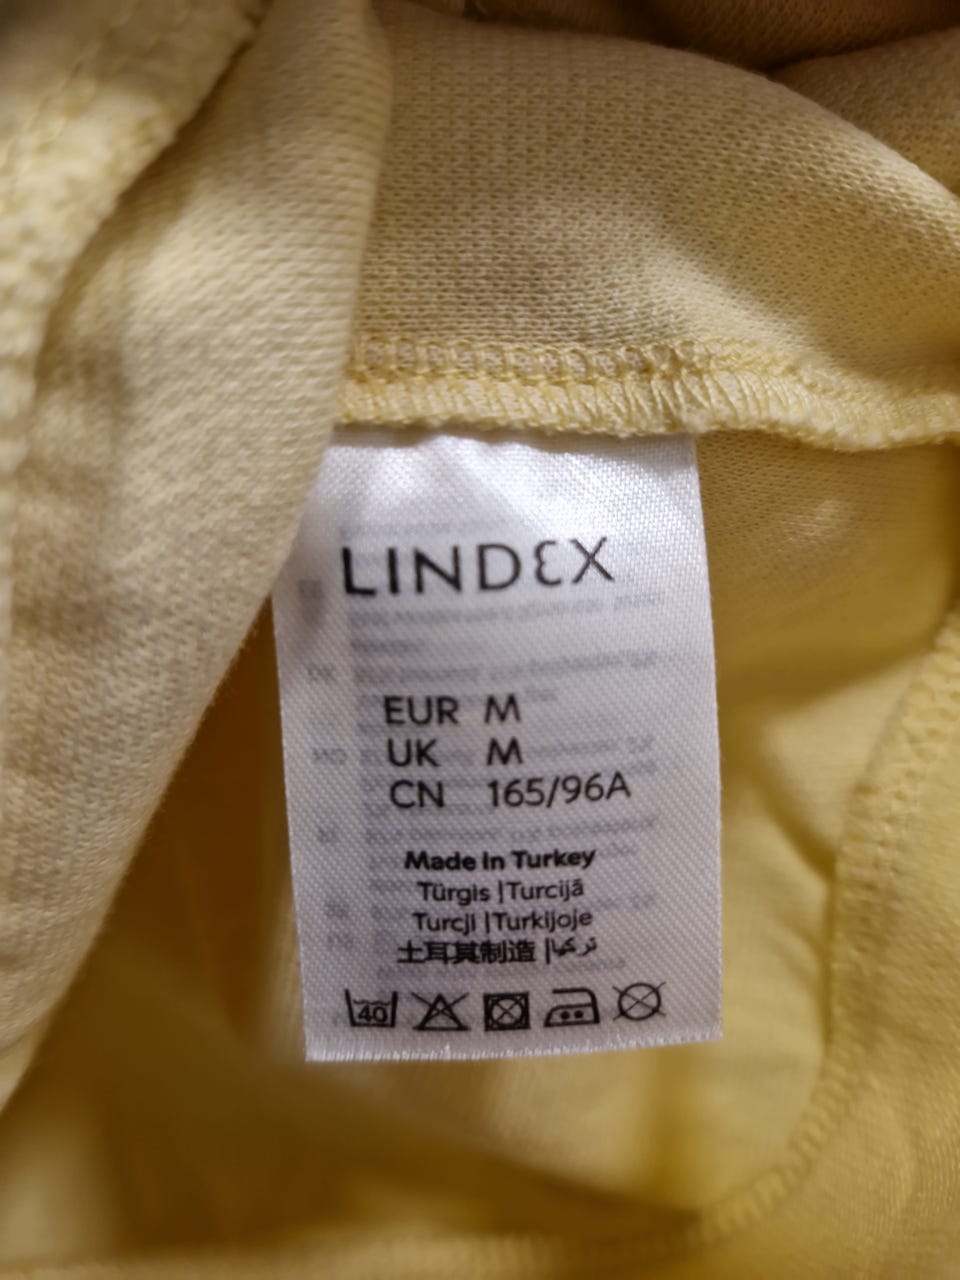 LINDEX
EUR M
UK M
CN 165/96A
Made in Turkey
Türgis |Turcijā
Turcji |Turkijoje
土耳其制造 |تركيا
40